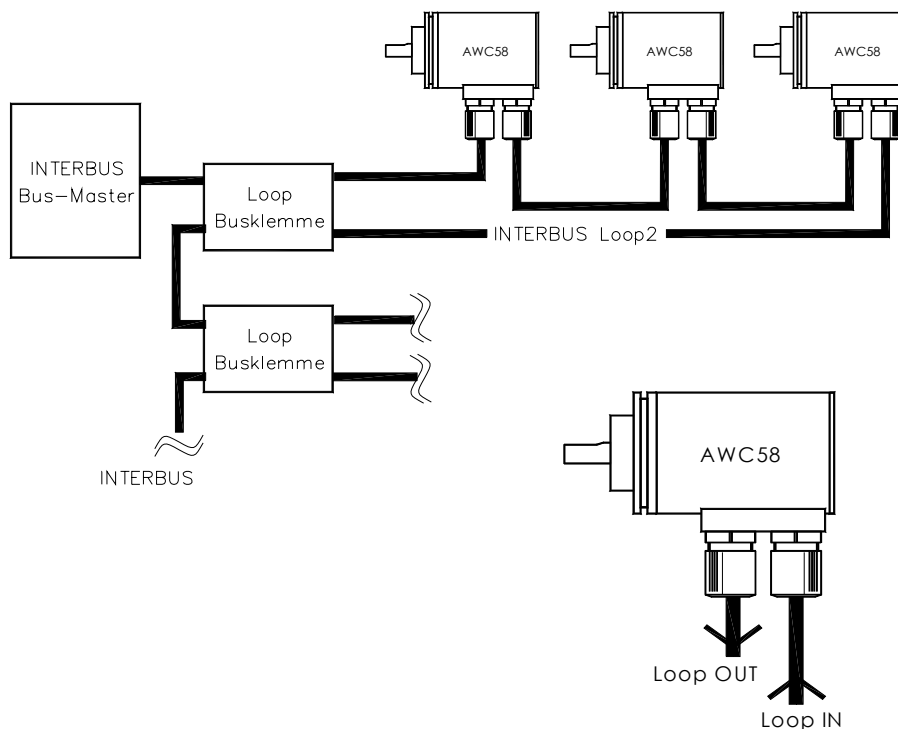 AWC58
AWC58
AWC58
INTERBUS
Bus-Master
Loop
Busklemme
INTERBUS Loop2
Loop
Busklemme
INTERBUS
AWC58
Loop OUT
Loop IN